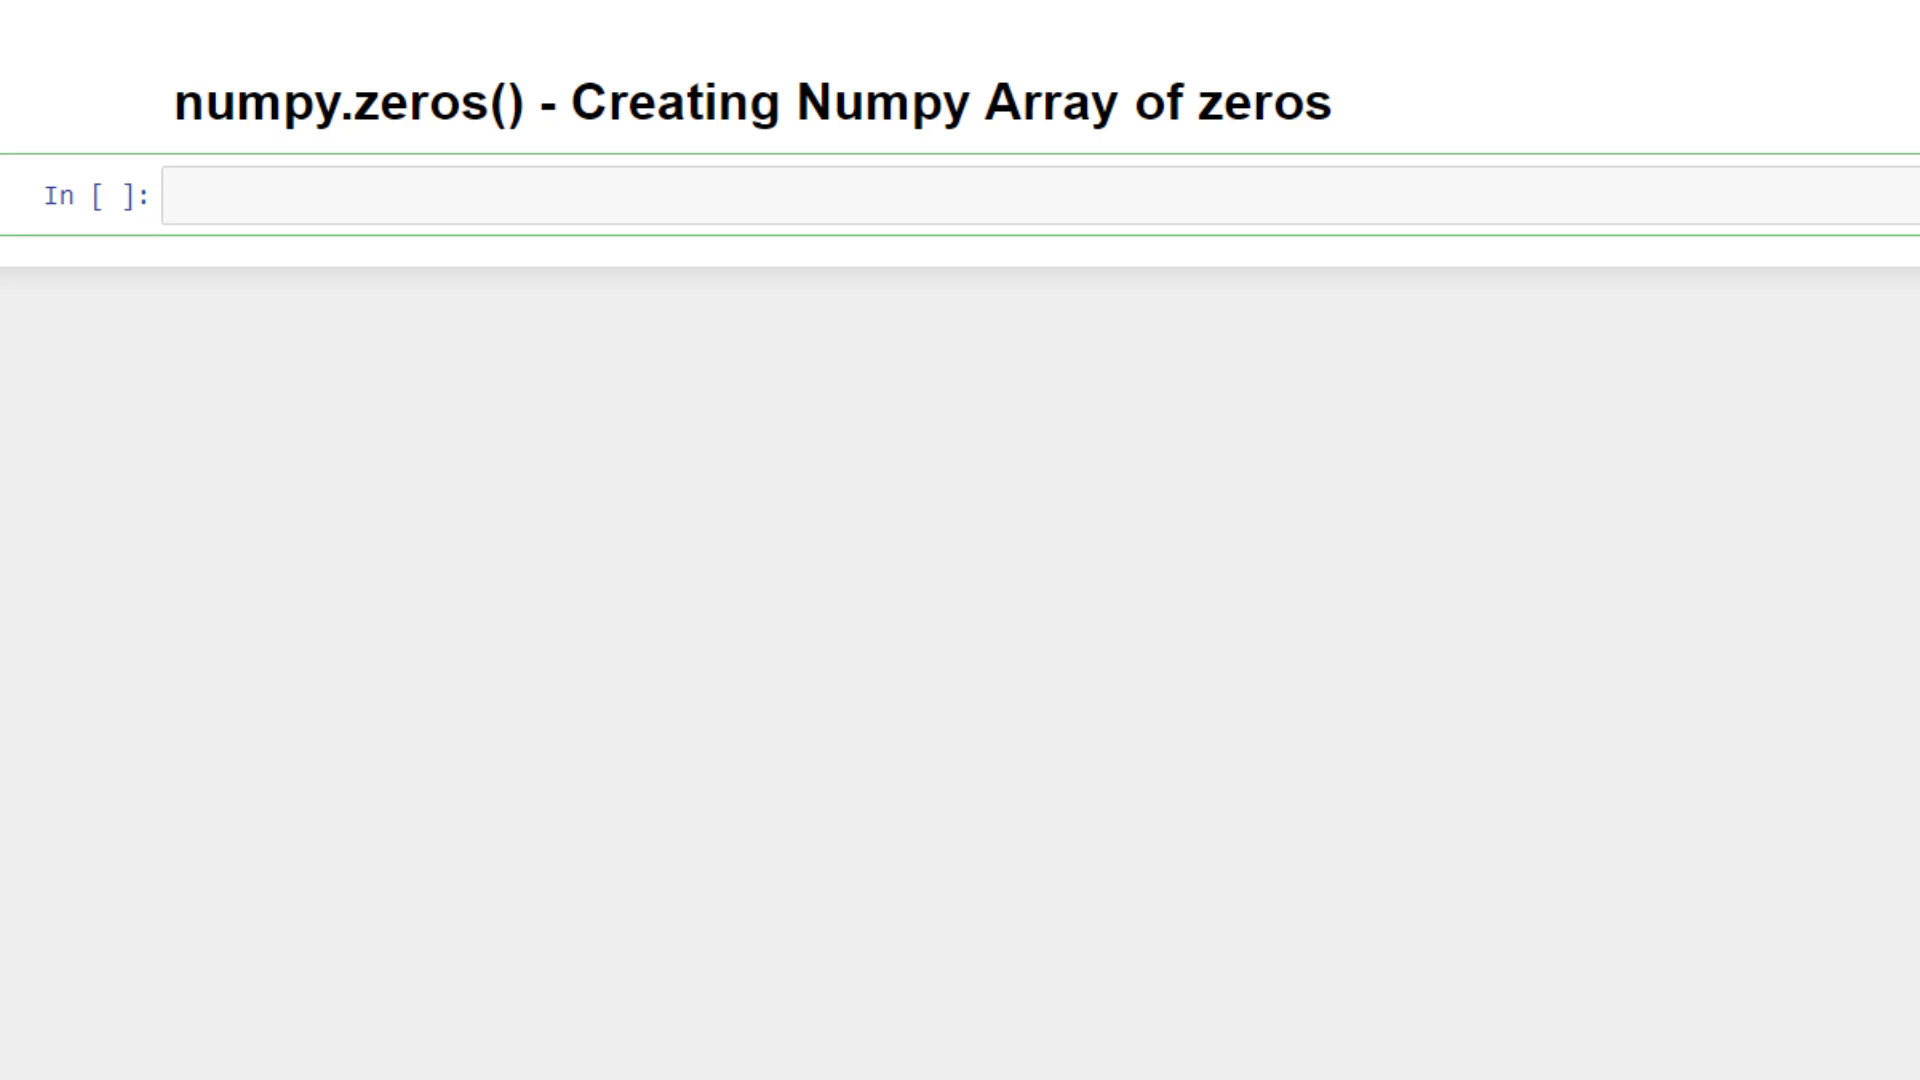 numpy.zeros() - Creating Numpy Array of zeros
In [ ]: